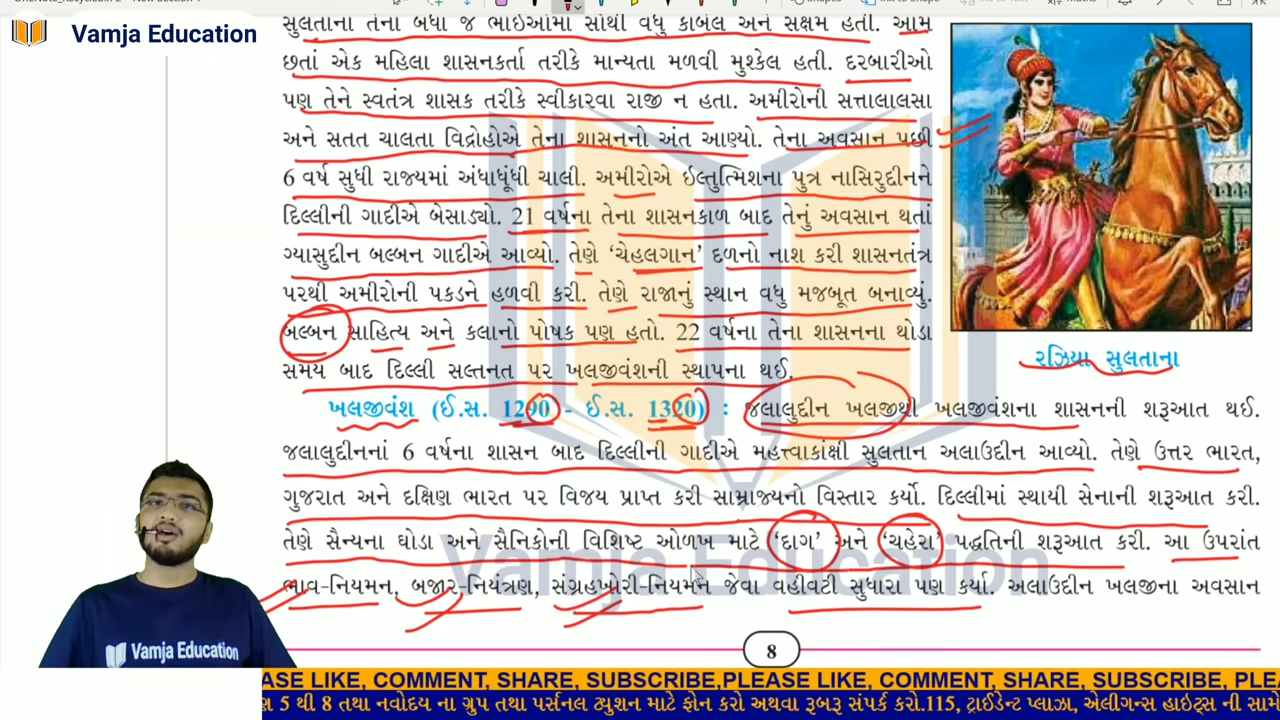 Vamja Education
સુલતાના તેના બધા જ ભાઈઓમાં સૌથી વધુ કાબેલ અને સક્ષમ હતી. આમ
છતાં એક મહિલા શાસનકર્તા તરીકે માન્યતા મળવી મુશ્કેલ હતી. દરબારીઓ
પણ તેને સ્વતંત્ર શાસક તરીકે સ્વીકારવા રાજી ન હતા. અમીરોની સત્તાલાલસા
અને સતત ચાલતા વિદ્રોહોએ તેના શાસનનો અંત આણ્યો. તેના અવસાન પછી
6 વર્ષ સુધી રાજ્યમાં અંધાધૂંધી ચાલી. અમીરોએ ઈલ્તુત્મિશના પુત્ર નાસિરુદ્દીનને
દિલ્લીની ગાદીએ બેસાડ્યો. 21 વર્ષના તેના શાસનકાળ બાદ તેનું અવસાન થતાં
ગ્યાસુદ્દીન બલ્બન ગાદીએ આવ્યો. તેણે ‘ચેહલગાન’ દળનો નાશ કરી શાસનતંત્ર
પરથી અમીરોની પકડને હળવી કરી. તેણે રાજાનું સ્થાન વધુ મજબૂત બનાવ્યું.
બલ્બન સાહિત્ય અને કલાનો પોષક પણ હતો. 22 વર્ષના તેના શાસનના થોડા
સમય બાદ દિલ્લી સલ્તનત પર ખલજીવંશની સ્થાપના થઈ.
રઝિયા સુલતાના
ખલજીવંશ (ઈ.સ. 1290 - ઈ.સ. 1320) : જલાલુદ્દીન ખલજીથી ખલજીવંશના શાસનની શરૂઆત થઈ.
જલાલુદ્દીનનાં 6 વર્ષના શાસન બાદ દિલ્લીની ગાદીએ મહત્ત્વાકાંક્ષી સુલતાન અલાઉદ્દીન આવ્યો. તેણે ઉત્તર ભારત,
ગુજરાત અને દક્ષિણ ભારત પર વિજય પ્રાપ્ત કરી સામ્રાજ્યનો વિસ્તાર કર્યો. દિલ્લીમાં સ્થાયી સેનાની શરૂઆત કરી.
તેણે સૈન્યના ઘોડા અને સૈનિકોની વિશિષ્ટ ઓળખ માટે ‘દાગ’ અને ‘ચહેરા’ પદ્ધતિની શરૂઆત કરી. આ ઉપરાંત
ભાવ-નિયમન, બજાર-નિયંત્રણ, સંગ્રહખોરી-નિયમન જેવા વહીવટી સુધારા પણ કર્યા. અલાઉદ્દીન ખલજીના અવસાન
Vamja Education
Vamja Education
8
PLEASE LIKE, COMMENT, SHARE, SUBSCRIBE,PLEASE LIKE, COMMENT, SHARE, SUBSCRIBE,
5 થી 8 તથા નવોદય ના ગ્રુપ તથા પર્સનલ ટ્યુશન માટે ફોન કરો અથવા રૂબરૂ સંપર્ક કરો.115, ટ્રાઈડેન્ટ પ્લાઝા, એલીગન્સ હાઇટ્સ ની સામે